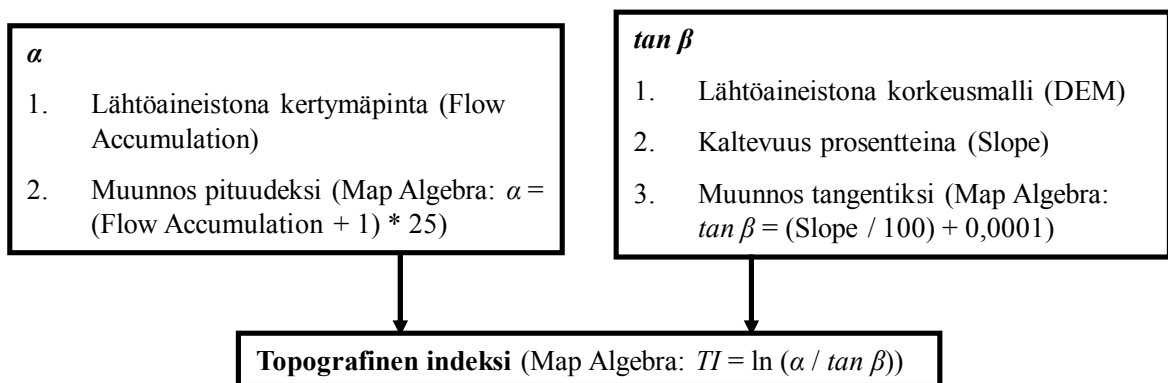 α
1. Lähtöaineistona kertymäpinta (Flow
Accumulation)
2. Muunnos pituudeksi (Map Algebra: α =
(Flow Accumulation + 1) * 25)
tan β
1. Lähtöaineistona korkeusmalli (DEM)
2. Kaltevuus prosentteina (Slope)
3. Muunnos tangentiksi (Map Algebra:
tan β = (Slope / 100) + 0,0001)
Topografinen indeksi (Map Algebra: TI = ln (α / tan β))